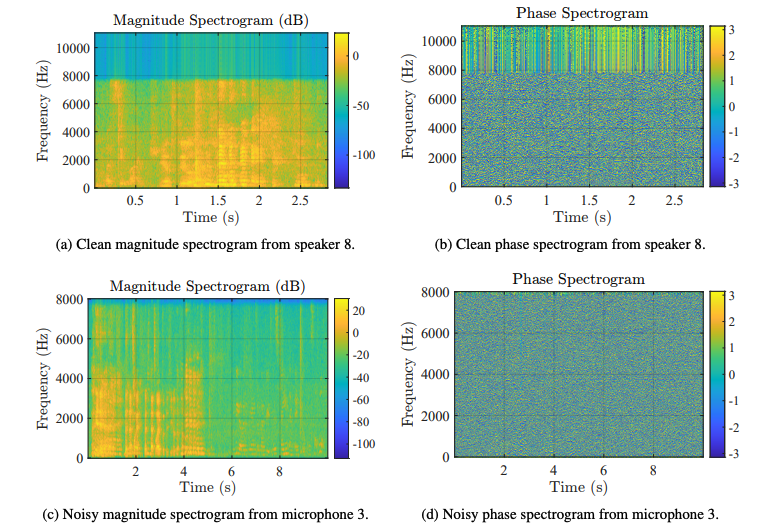 Magnitude Spectrogram (dB)
Frequency (Hz)
10000
8000
6000
4000
2000
0
0.5 1 1.5 2 2.5
Time (s)
0
-50
-100
(a) Clean magnitude spectrogram from speaker 8.
Phase Spectrogram
Frequency (Hz)
10000
8000
6000
4000
2000
0
0.5 1 1.5 2 2.5
Time (s)
3
2
1
0
-1
-2
-3
(b) Clean phase spectrogram from speaker 8.
Magnitude Spectrogram (dB)
Frequency (Hz)
8000
6000
4000
2000
0
2 4 6 8
Time (s)
20
0
-20
-40
-60
-80
-100
(c) Noisy magnitude spectrogram from microphone 3.
Phase Spectrogram
Frequency (Hz)
8000
6000
4000
2000
0
2 4 6 8
Time (s)
3
2
1
0
-1
-2
-3
(d) Noisy phase spectrogram from microphone 3.